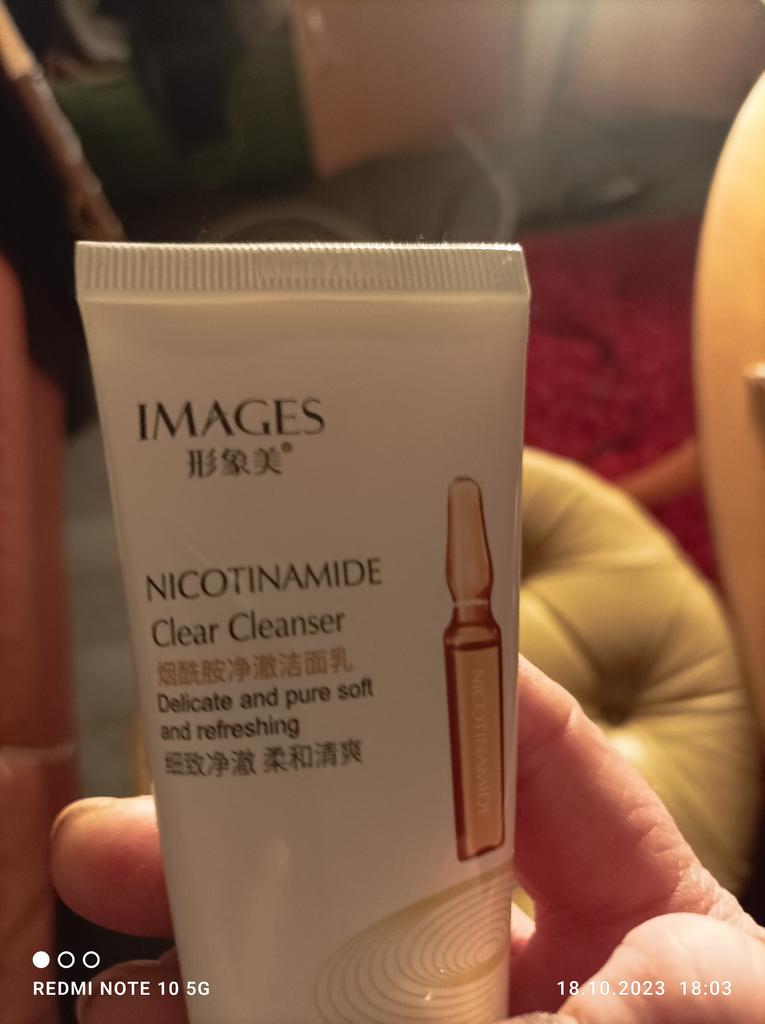 IMAGES
形象美®
NICOTINAMIDE
Clear Cleanser
烟酰胺净澈洁面乳
Delicate and pure soft
and refreshing
细致净澈 柔和清爽
NICOTINAMIDE
REDMI NOTE 10 5G
18.10.2023 18:03